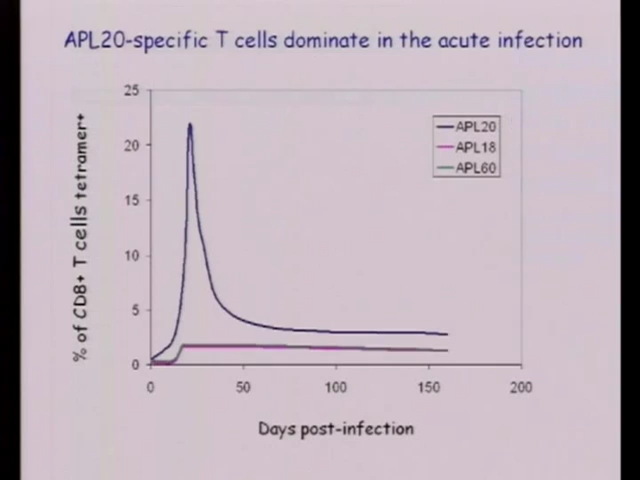 APL20-specific T cells dominate in the acute infection
% of CD8+ T cells tetramer+
25
20
15
10
5
0
APL20
APL18
APL60
0 50 100 150 200
Days post-infection